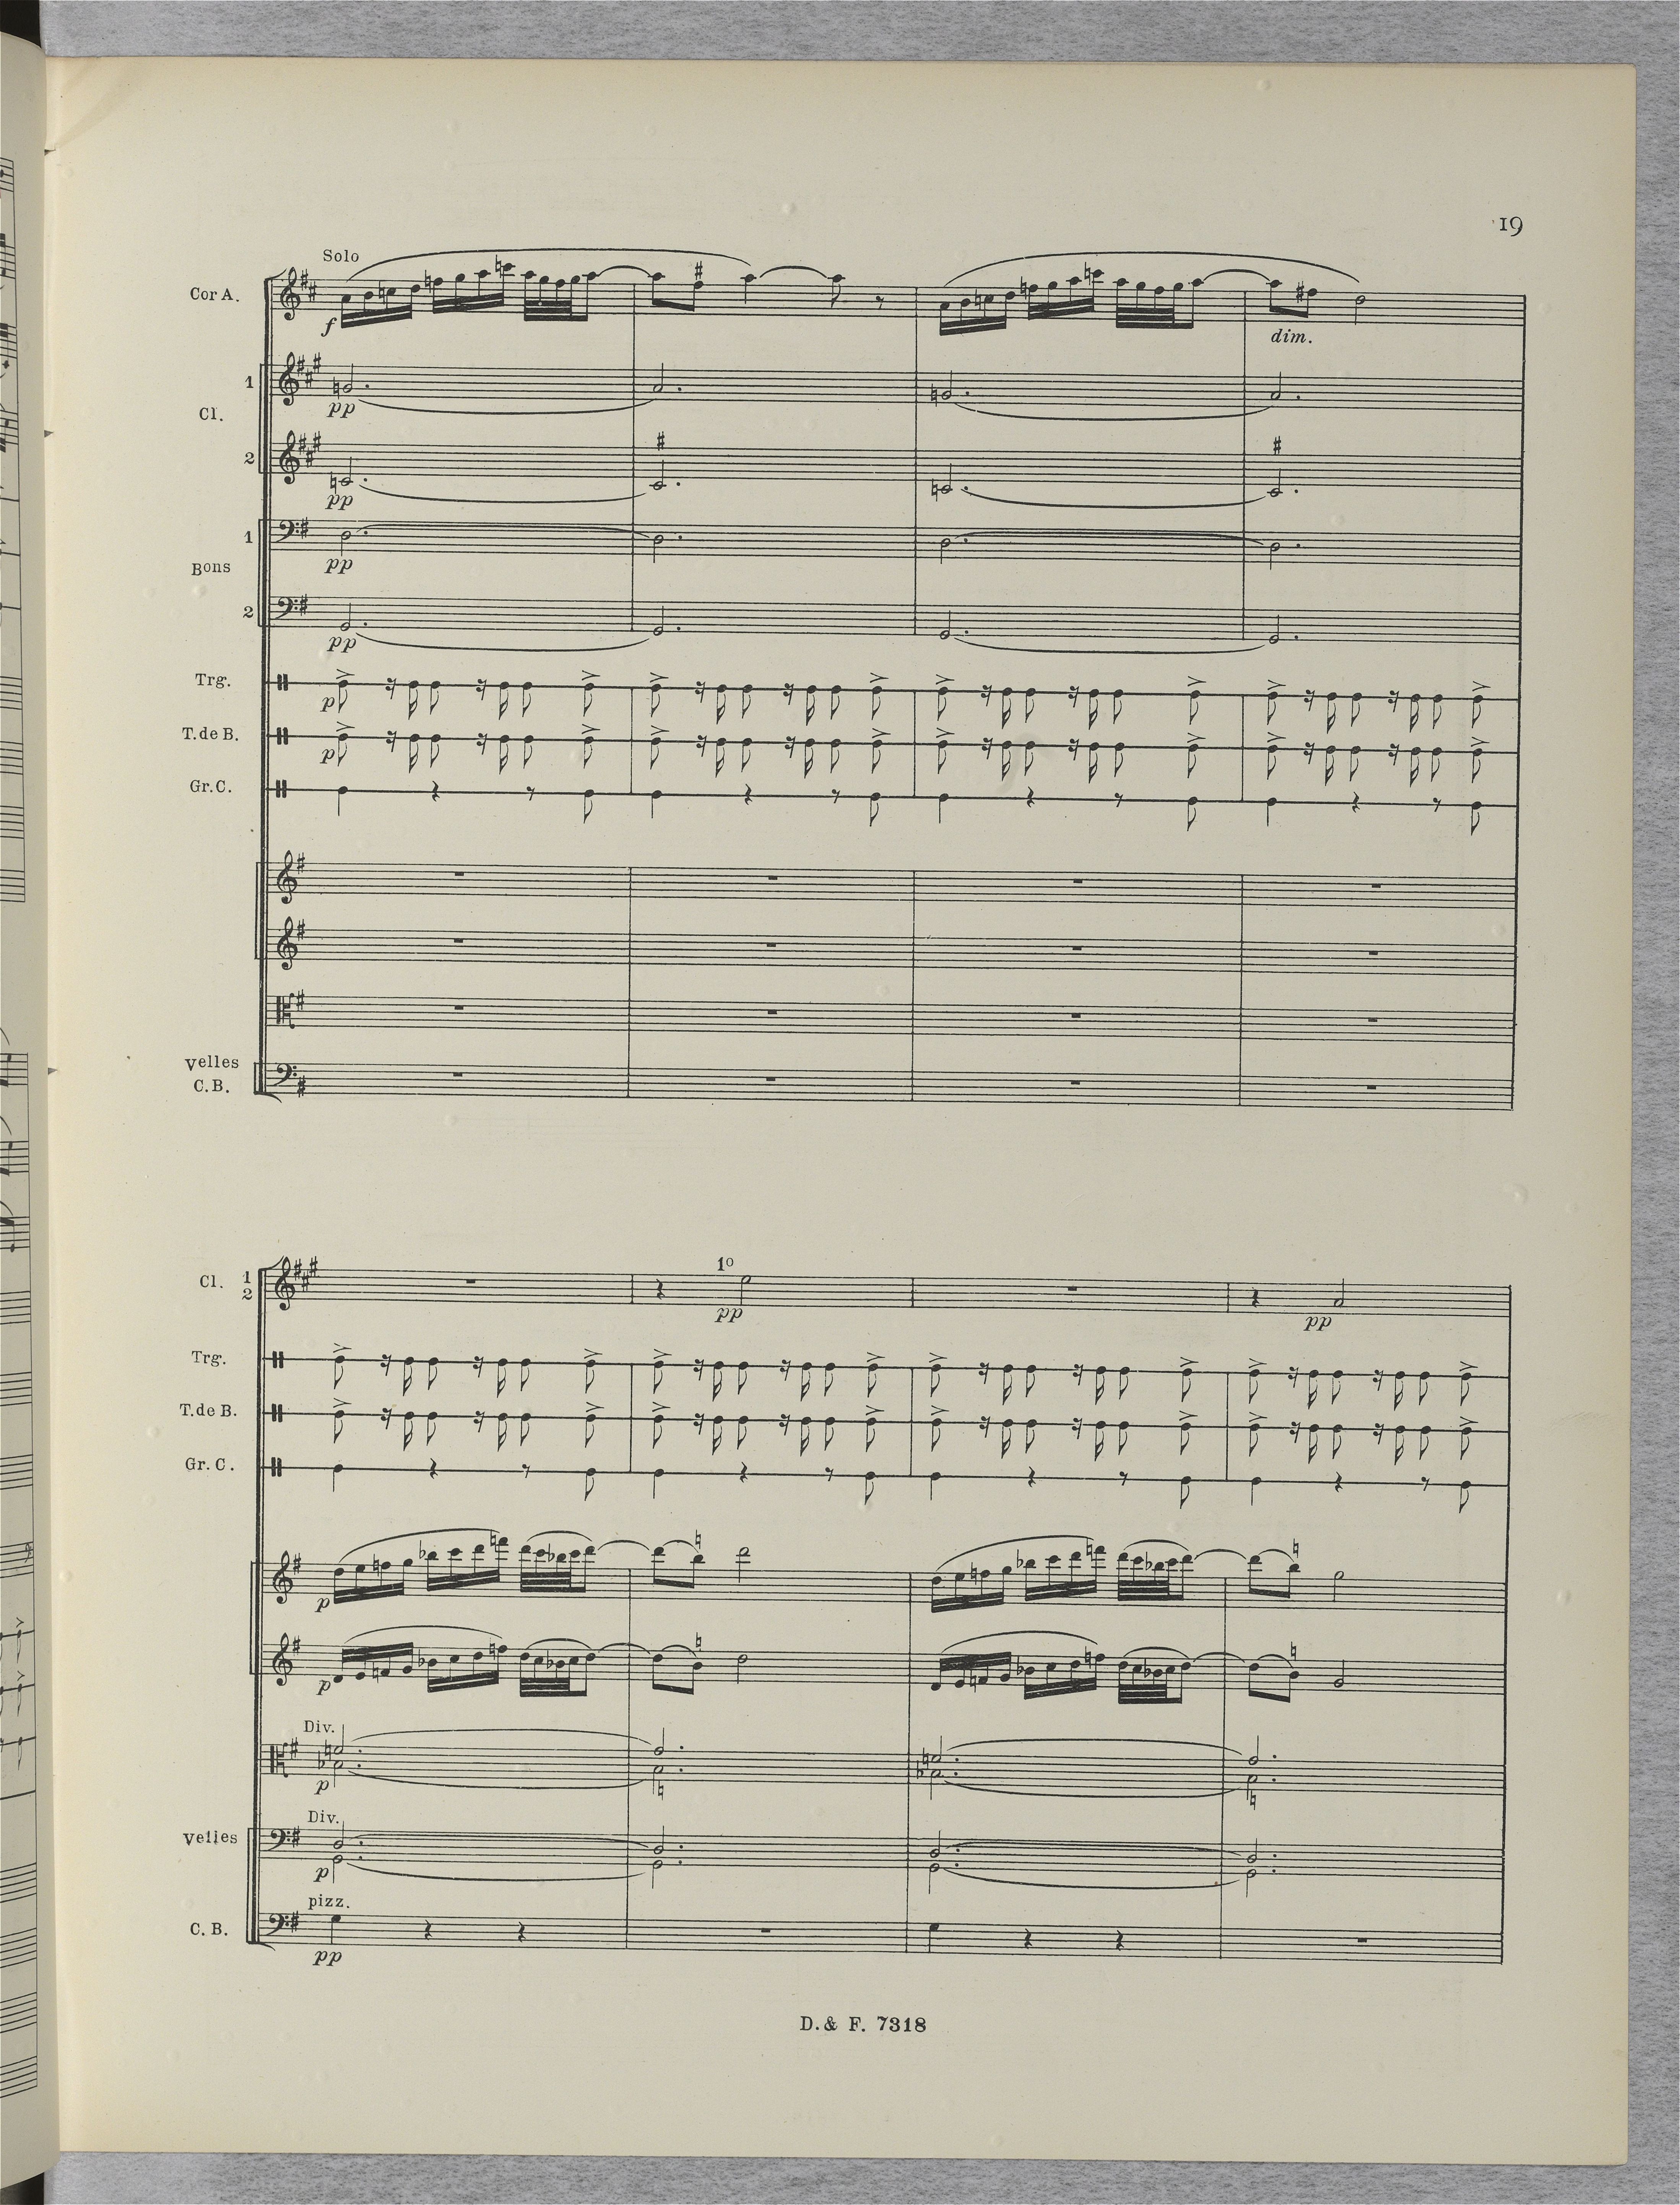 19
Solo
Cor A.
f
dim.
1
Cl.
pp
2
pp
1
Bons
pp
2
pp
Trg.
p
T. de B.
p
Gr. C.
Velles
C. B.
Cl. 1
2
1o
pp
pp
Trg.
T. de B.
Gr. C.
p
p
Div.
p
Div.
Velles
p
pizz.
C. B.
pp
D. & F. 7318